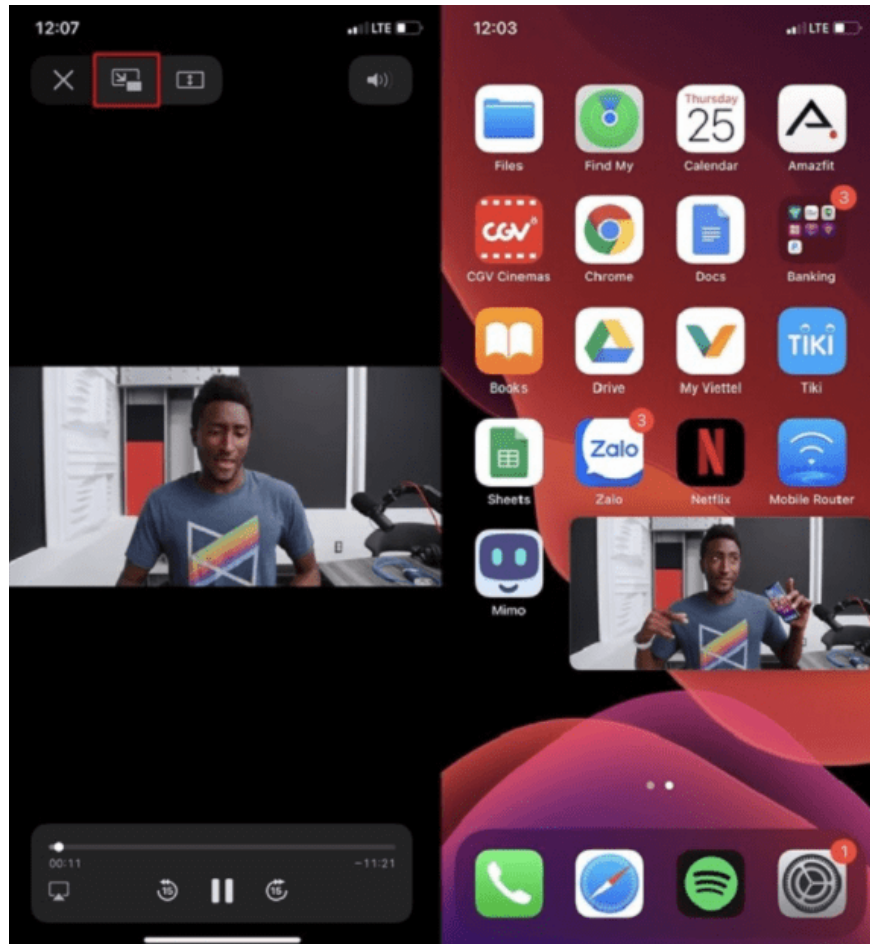 12:07
LTE
00:11
-11:21
15
15
12:03
LTE
Files
Find My
Thursday
25
Calendar
Amazfit
CGV
CGV Cinemas
Chrome
Docs
3
Banking
Books
Drive
My Viettel
TIKI
Tiki
Sheets
3
Zalo
Zalo
N
Netflix
Mobile Router
Mimo
1